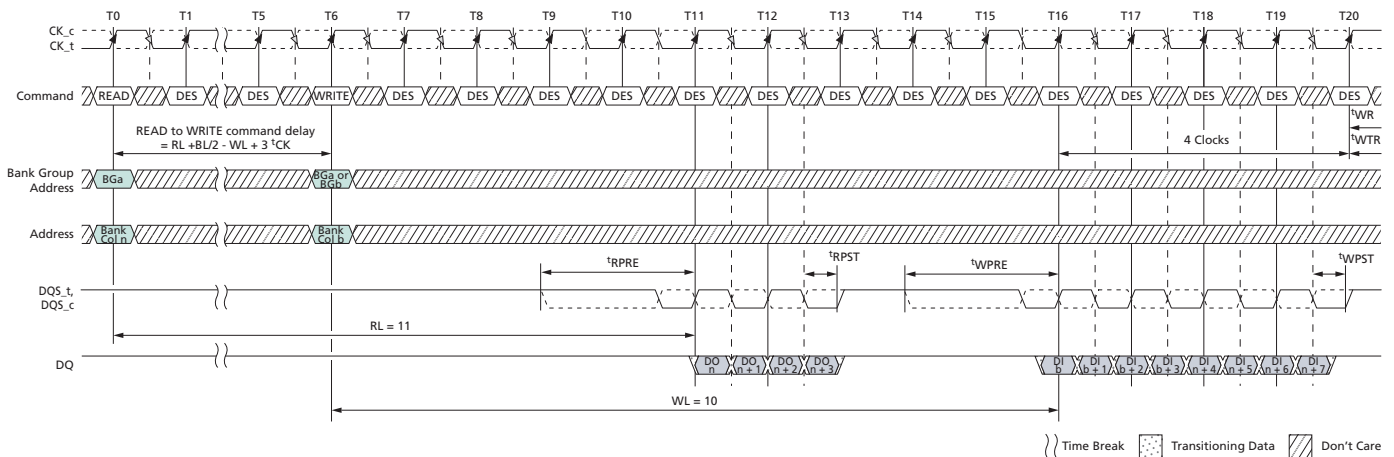 T0 T1 T5 T6 T7 T8 T9 T10 T11 T12 T13 T14 T15 T16 T17 T18 T19 T20
CK_c
CK_t
Command READ DES DES WRITE DES DES DES DES DES DES DES DES DES DES DES DES DES DES
tWR
READ to WRITE command delay
= RL +BL/2 - WL + 3 tCK
4 Clocks
tWTR
Bank Group
Address
BGa
BGa or
BGb
Address
Bank
Col n
Bank
Col b
tRPRE tRPST tWPRE tWPST
DQS_t,
DQS_c
RL = 11
DQ
DO
n
DO
n + 1
DO
n + 2
DO
n + 3
DI
b
DI
b + 1
DI
b + 2
DI
b + 3
DI
n + 4
DI
n + 5
DI
n + 6
DI
n + 7
WL = 10
Time Break Transitioning Data Don't Care